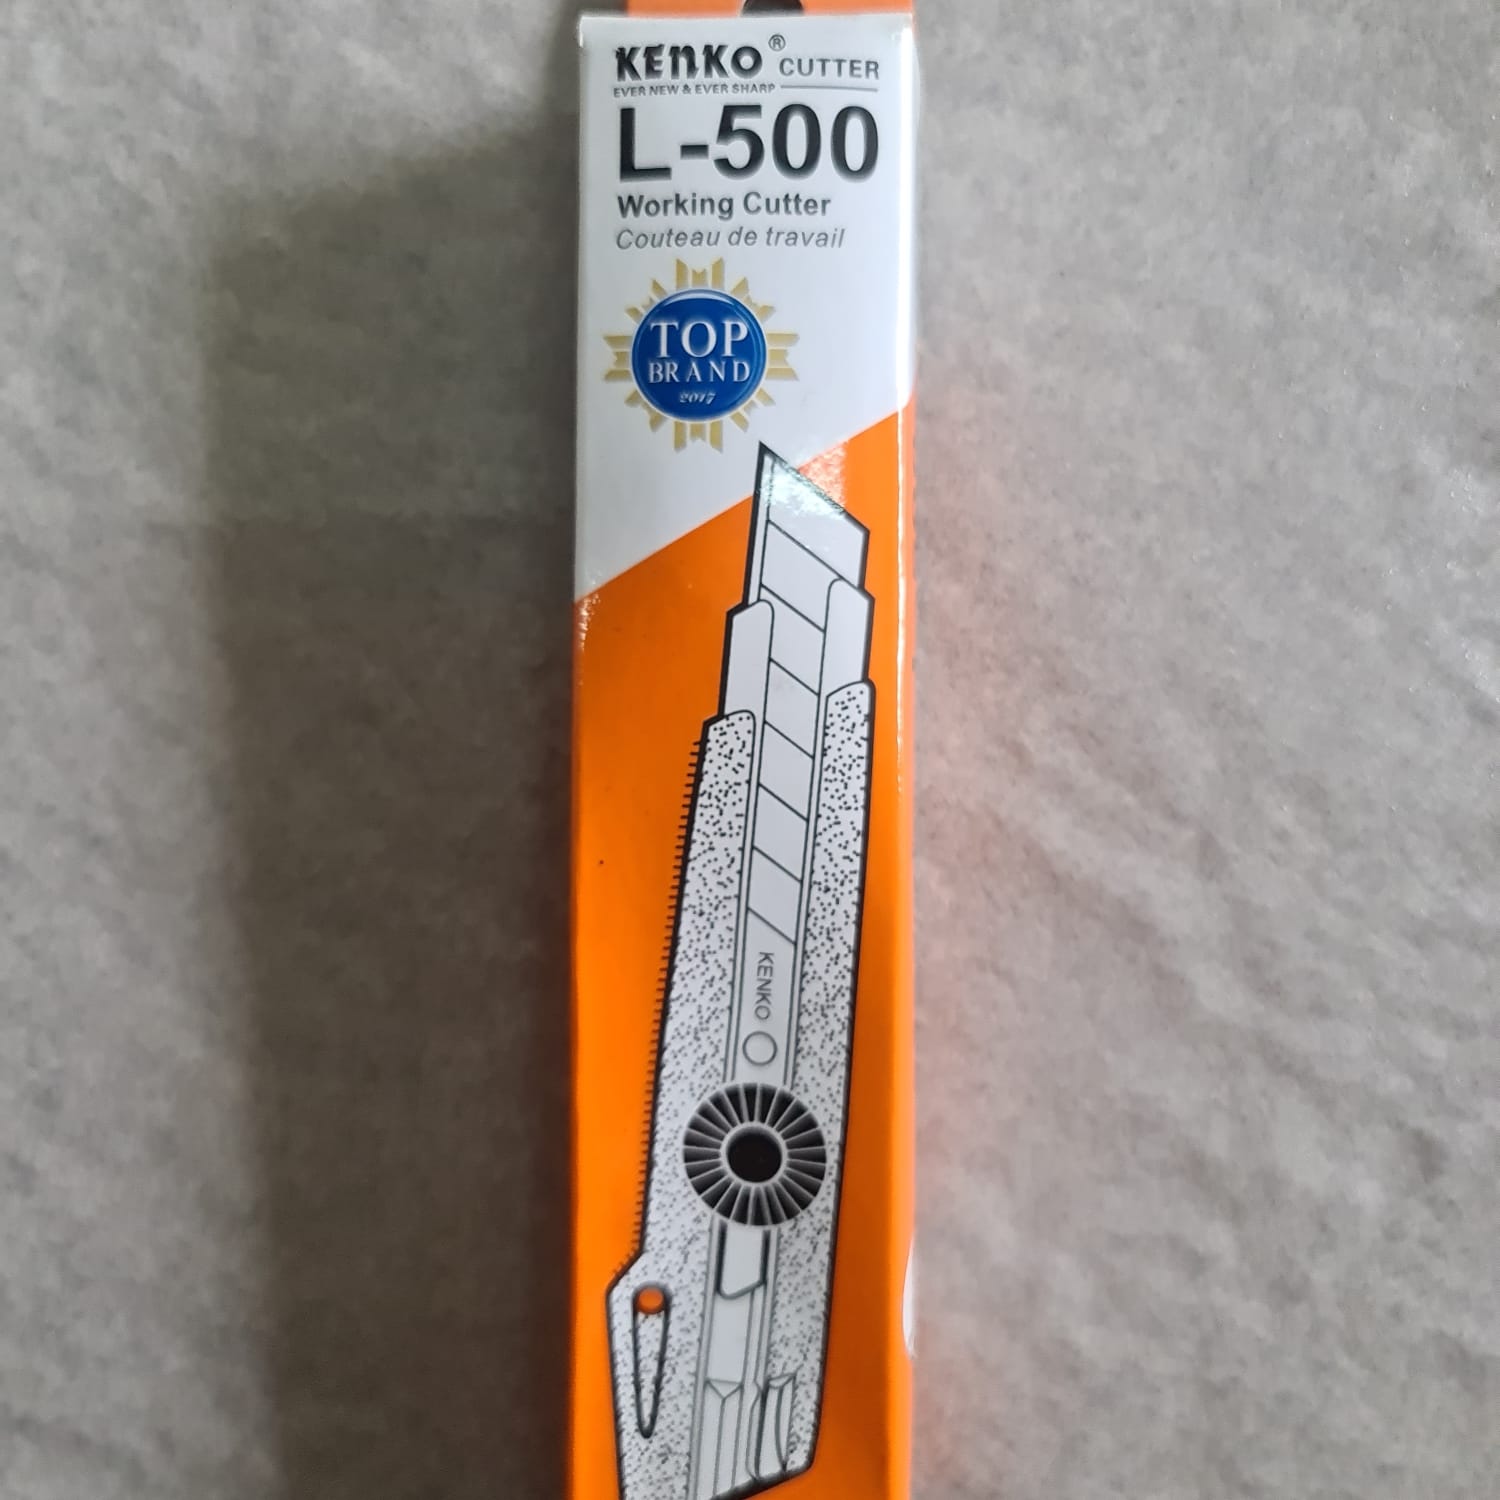 KENKO® CUTTER
EVER NEW & EVER SHARP
L-500
Working Cutter
Couteau de travail
TOP
BRAND
2017
KENKO